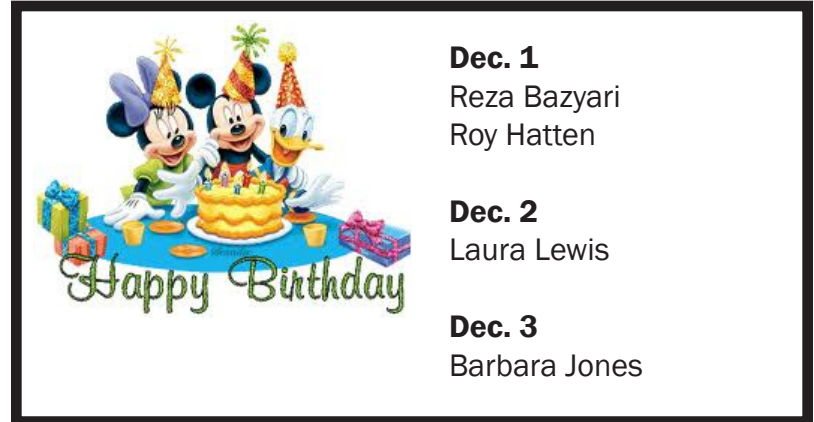 Happy Birthday
Dec. 1
Reza Bazyari
Roy Hatten
Dec. 2
Laura Lewis
Dec. 3
Barbara Jones